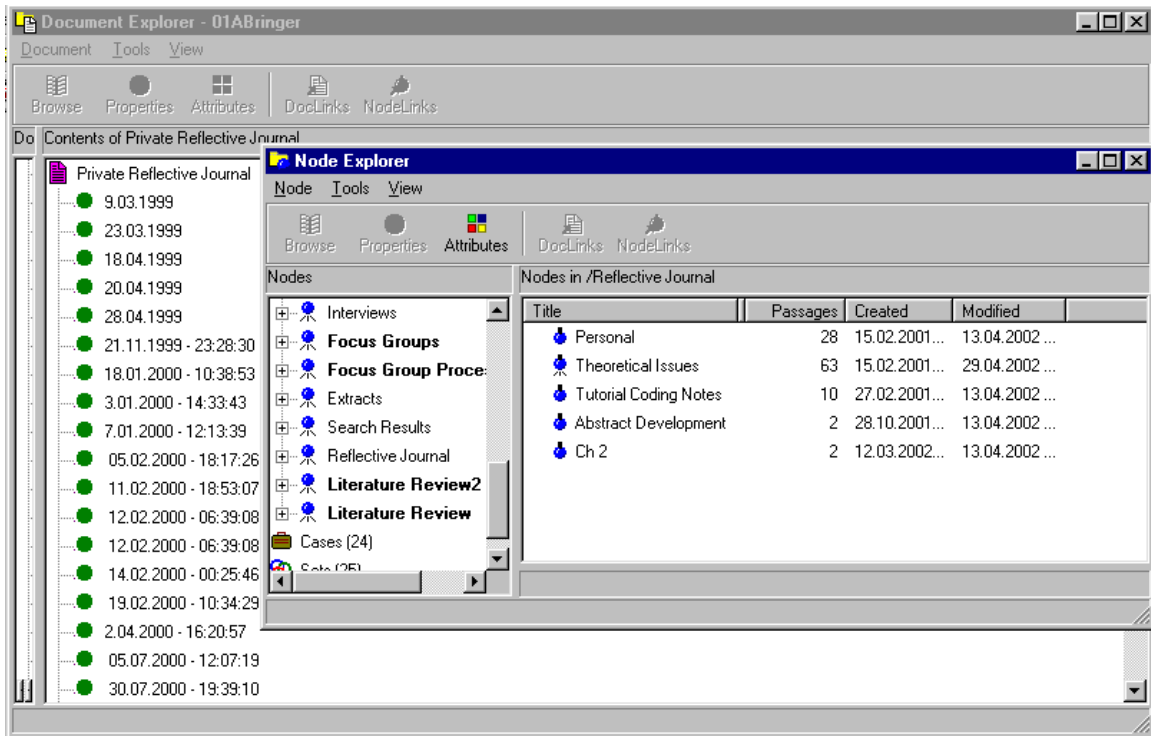 Document Explorer - 01ABringer
Document Tools View
Browse Properties Attributes DocLinks NodeLinks
Do Contents of Private Reflective Journal
Private Reflective Journal
9.03.1999
23.03.1999
18.04.1999
20.04.1999
28.04.1999
21.11.1999 - 23:28:30
18.01.2000 - 10:38:53
3.01.2000 - 14:33:43
7.01.2000 - 12:13:39
05.02.2000 - 18:17:26
11.02.2000 - 18:53:07
12.02.2000 - 06:39:08
12.02.2000 - 06:39:08
14.02.2000 - 00:25:46
19.02.2000 - 10:34:29
2.04.2000 - 16:20:57
05.07.2000 - 12:07:19
30.07.2000 - 19:39:10
Node Explorer
Node Tools View
Browse Properties Attributes DocLinks NodeLinks
Nodes
Interviews
Focus Groups
Focus Group Proce
Extracts
Search Results
Reflective Journal
Literature Review2
Literature Review
Cases (24)
Sets (25)
Nodes in /Reflective Journal
Title Passages Created Modified
Personal 28 15.02.2001... 13.04.2002 ...
Theoretical Issues 63 15.02.2001... 29.04.2002 ...
Tutorial Coding Notes 10 27.02.2001... 13.04.2002 ...
Abstract Development 2 28.10.2001... 13.04.2002 ...
Ch 2 2 12.03.2002... 13.04.2002 ...